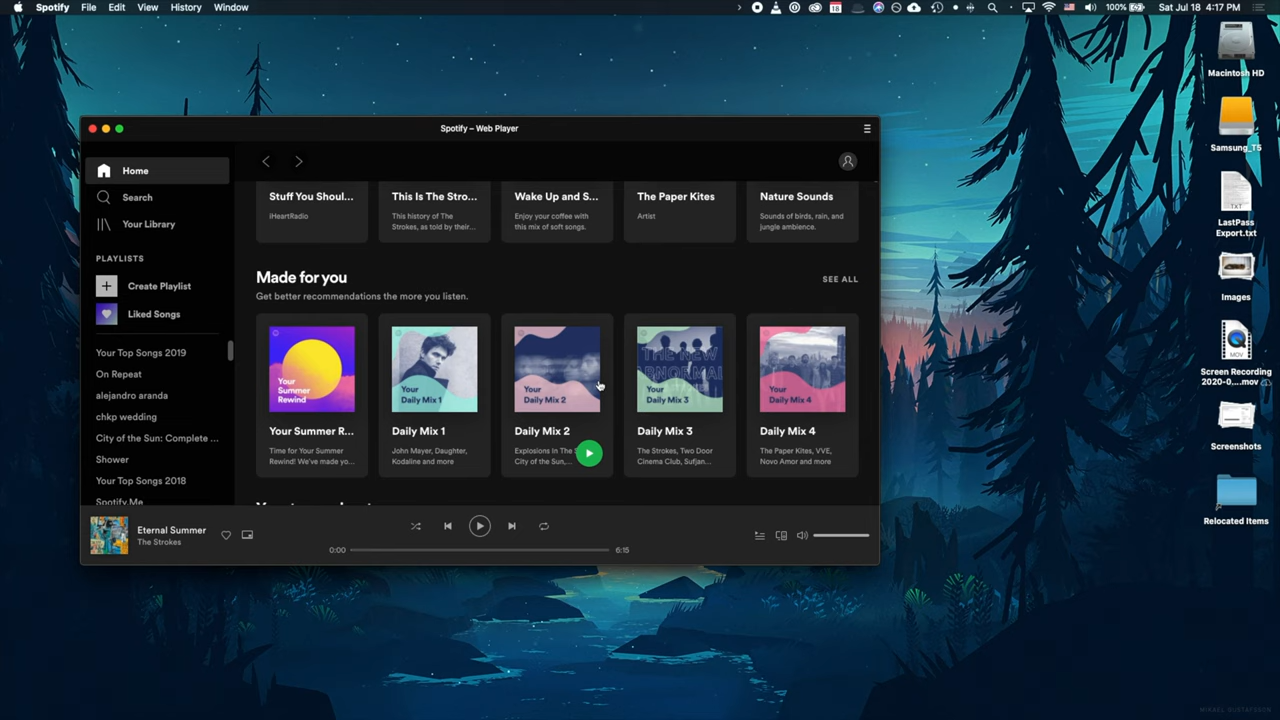 Spotify File Edit View History Window
18
100%
Sat Jul 18 4:17 PM
Macintosh HD
Samsung_T5
TXT
LastPass
Export.txt
Images
MOV
Screen Recording
2020-0....mov
Screenshots
Relocated Items
Spotify – Web Player
Home
Search
Your Library
PLAYLISTS
Create Playlist
Liked Songs
Your Top Songs 2019
On Repeat
alejandro aranda
chkp wedding
City of the Sun: Complete ...
Shower
Your Top Songs 2018
Spotify.Me
Stuff You Shoul...
iHeartRadio
This Is The Stro...
This history of The
Strokes, as told by their...
Wake Up and S...
Enjoy your coffee with
this mix of soft songs.
The Paper Kites
Artist
Nature Sounds
Sounds of birds, rain, and
jungle ambience.
Made for you
SEE ALL
Get better recommendations the more you listen.
Your
Summer
Rewind
Your Summer R...
Time for Your Summer
Rewind! We've made yo...
Your
Daily Mix 1
Daily Mix 1
John Mayer, Daughter,
Kodaline and more
Your
Daily Mix 2
Daily Mix 2
Explosions In The S
City of the Sun,...
THE NEW
ABNORMAL
Your
Daily Mix 3
Daily Mix 3
The Strokes, Two Door
Cinema Club, Sufjan...
Your
Daily Mix 4
Daily Mix 4
The Paper Kites, VVE,
Novo Amor and more
Eternal Summer
The Strokes
0:00
6:15
MIKAEL GUSTAFSSON